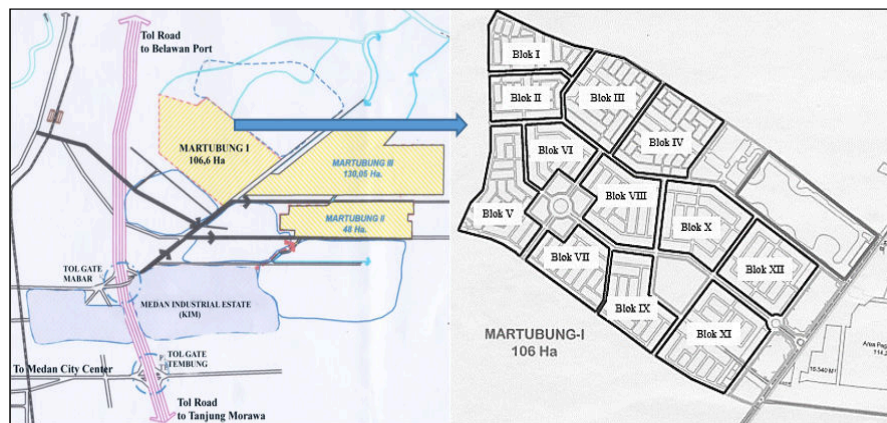 Tol Road
to Belawan Port
MARTUBUNG I
106,6 Ha
MARTUBUNG III
130,05 Ha.
MARTUBUNG II
48 Ha.
TOL GATE
MABAR
MEDAN INDUSTRIAL ESTATE
(KIM)
TOL GATE
TEMBUNG
To Medan City Center
Tol Road
to Tanjung Morawa
Blok I
Blok II
Blok III
Blok IV
Blok VI
Blok V
Blok VIII
Blok X
Blok VII
Blok XII
Blok IX
Blok XI
MARTUBUNG-I
106 Ha